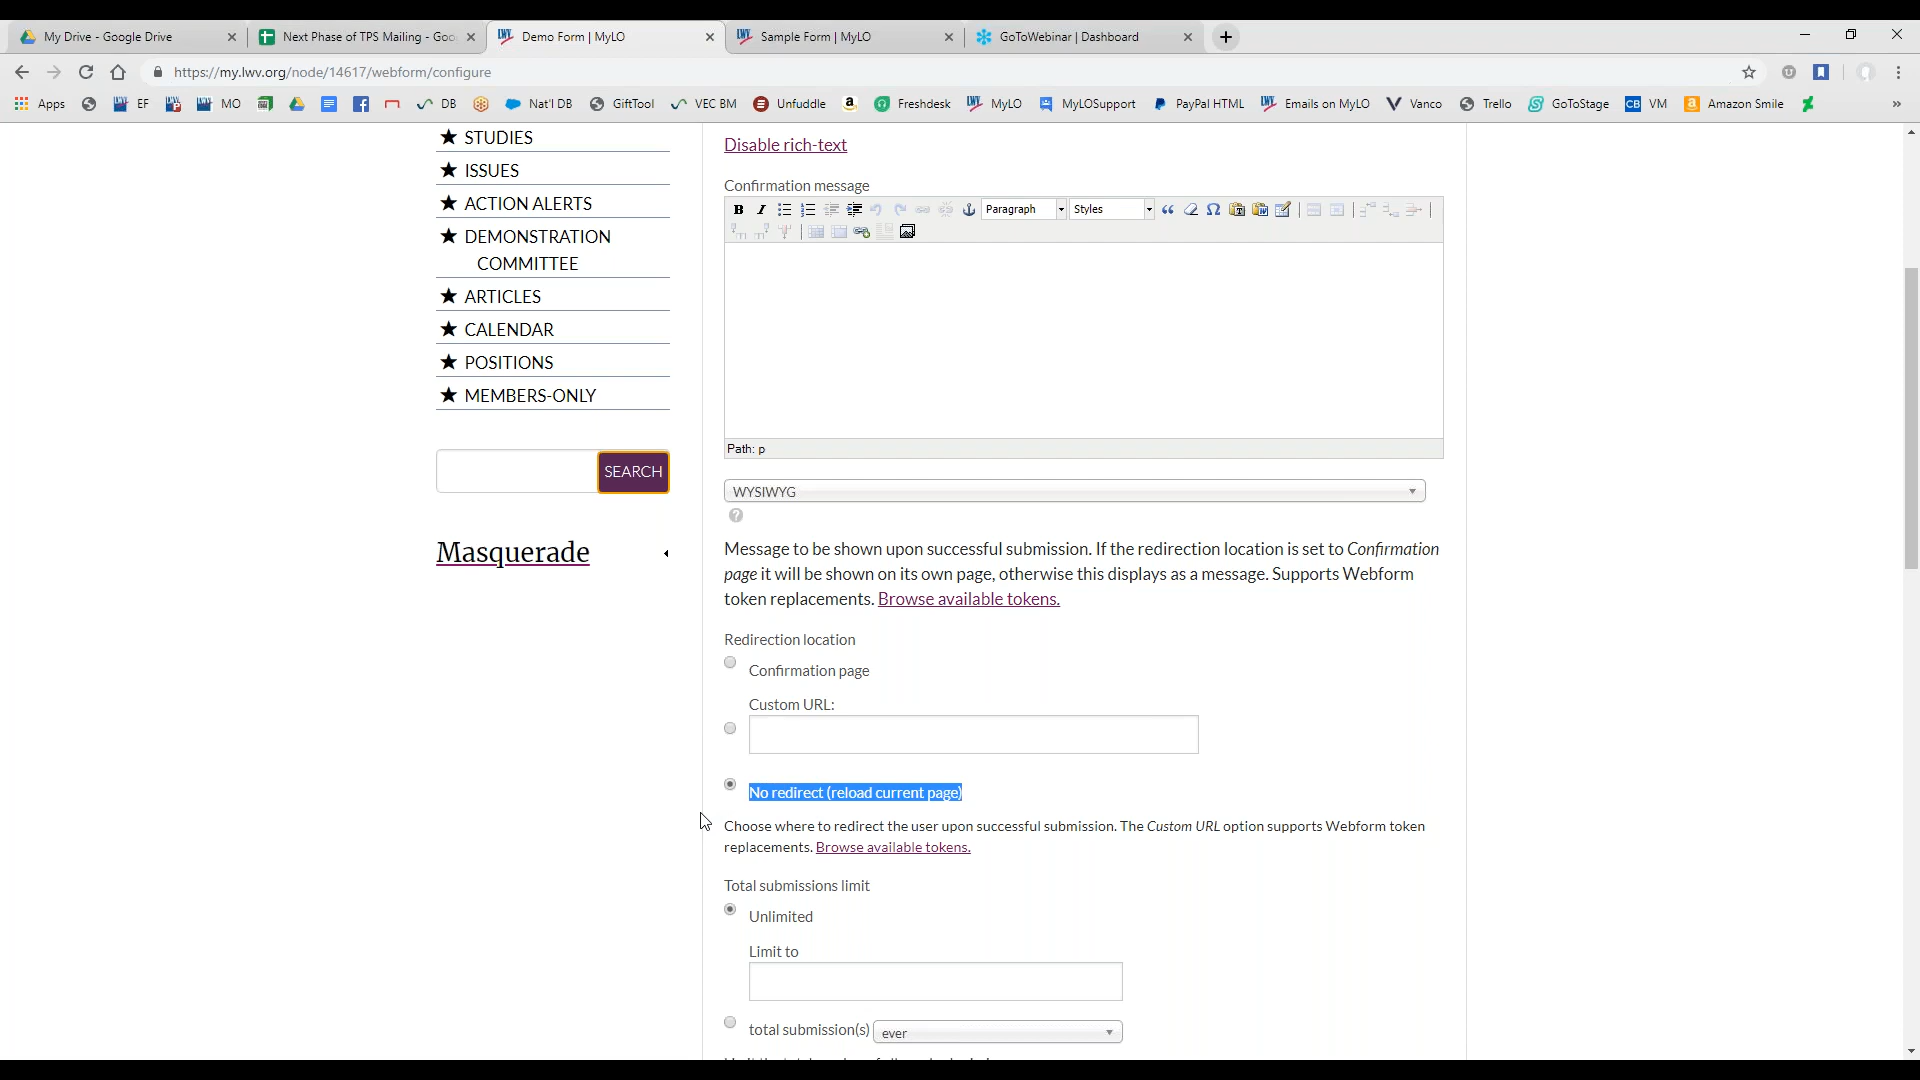 My Drive - Google Drive
Next Phase of TPS Mailing - Goo
Demo Form | MyLO
Sample Form | MyLO
GoToWebinar | Dashboard
https://my.lwv.org/node/14617/webform/configure
Apps EF MO DB Nat'l DB GiftTool VEC BM Unfuddle Freshdesk MyLO MyLOSupport PayPal HTML Emails on MyLO Vanco Trello GoToStage VM Amazon Smile
STUDIES
ISSUES
ACTION ALERTS
DEMONSTRATION
COMMITTEE
ARTICLES
CALENDAR
POSITIONS
MEMBERS-ONLY
SEARCH
Masquerade
Disable rich-text
Confirmation message
B I Paragraph Styles
Path: p
WYSIWYG
Message to be shown upon successful submission. If the redirection location is set to Confirmation
page it will be shown on its own page, otherwise this displays as a message. Supports Webform
token replacements. Browse available tokens.
Redirection location
Confirmation page
Custom URL:
No redirect (reload current page)
Choose where to redirect the user upon successful submission. The Custom URL option supports Webform token
replacements. Browse available tokens.
Total submissions limit
Unlimited
Limit to
total submission(s) ever